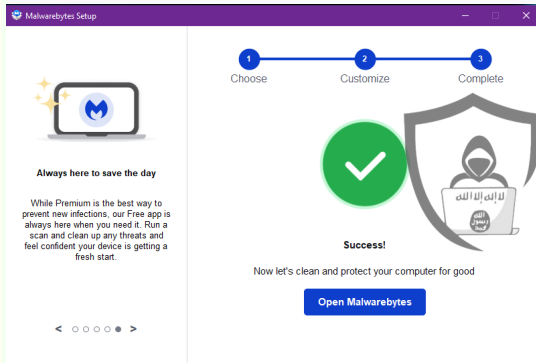 Malwarebytes Setup
1
2
3
Choose
Customize
Complete
Always here to save the day
While Premium is the best way to
prevent new infections, our Free app is
always here when you need it. Run a
scan and clean up any threats and
feel confident your device is getting a
fresh start.
لا إله إلا الله
الله
رسول
محمد
Success!
Now let's clean and protect your computer for good
Open Malwarebytes